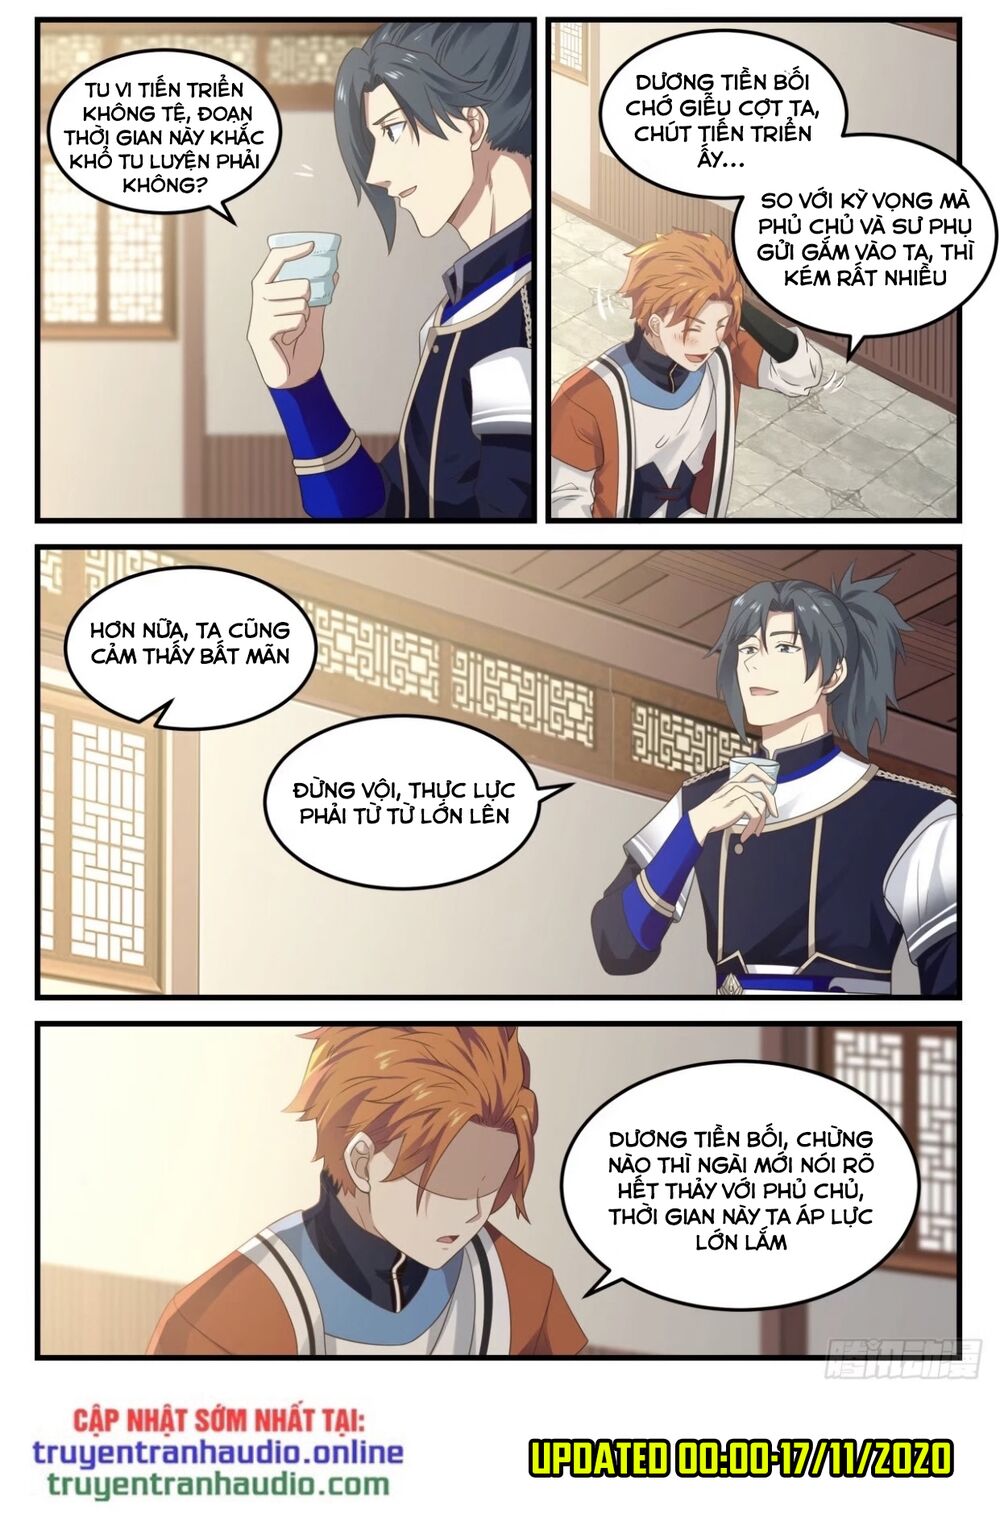 TU VI TIẾN TRIỂN
KHÔNG TỆ, ĐOẠN
THỜI GIAN NÀY KHẮC
KHỔ TU LUYỆN PHẢI
KHÔNG?
DƯƠNG TIỀN BỐI
CHỚ GIỄU CỢT TA,
CHÚT TIẾN TRIỂN
ẤY...
SO VỚI KỲ VỌNG MÀ
PHỦ CHỦ VÀ SƯ PHỤ
GỬI GẮM VÀO TA, THÌ
KÉM RẤT NHIỀU
HƠN NỮA, TA CŨNG
CẢM THẤY BẤT MÃN
ĐỪNG VỘI, THỰC LỰC
PHẢI TỪ TỪ LỚN LÊN
DƯƠNG TIỀN BỐI, CHỪNG
NÀO THÌ NGÀI MỚI NÓI RÕ
HẾT THẢY VỚI PHỦ CHỦ,
THỜI GIAN NÀY TA ÁP LỰC
LỚN LẮM
腾讯动漫
CẬP NHẬT SỚM NHẤT TẠI:
truyentranhaudio.online
truyentranhaudio.com
UPDATED 00:00-17/11/2020